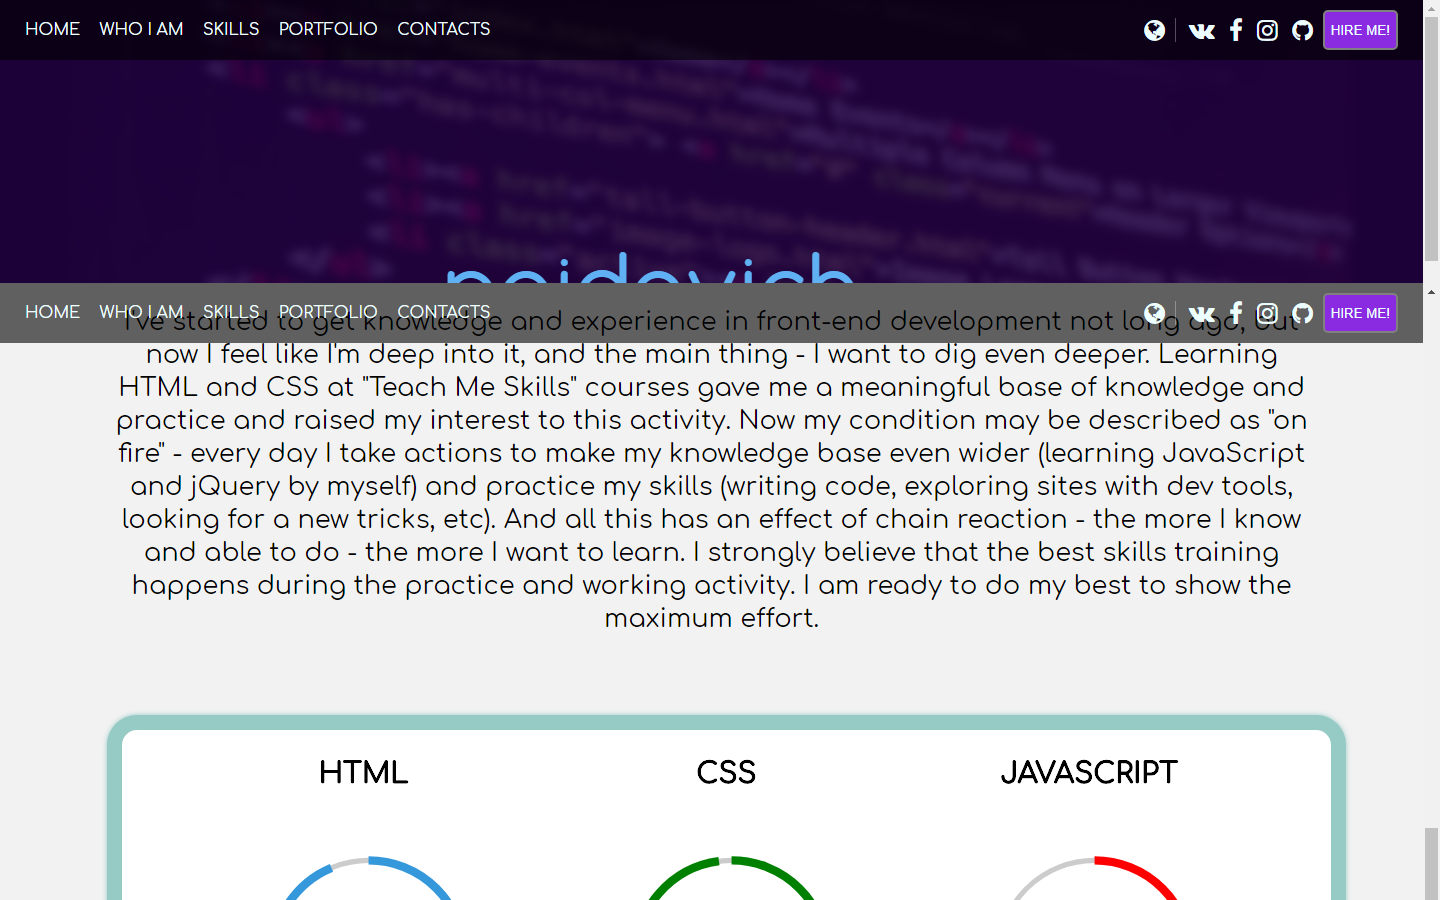 HOME WHO I AM SKILLS PORTFOLIO CONTACTS HIRE ME!
HOME WHO I AM SKILLS PORTFOLIO CONTACTS HIRE ME!
I've started to get knowledge and experience in front-end development not long ago, but
now I feel like I'm deep into it, and the main thing - I want to dig even deeper. Learning
HTML and CSS at "Teach Me Skills" courses gave me a meaningful base of knowledge and
practice and raised my interest to this activity. Now my condition may be described as "on
fire" - every day I take actions to make my knowledge base even wider (learning JavaScript
and jQuery by myself) and practice my skills (writing code, exploring sites with dev tools,
looking for a new tricks, etc). And all this has an effect of chain reaction - the more I know
and able to do - the more I want to learn. I strongly believe that the best skills training
happens during the practice and working activity. I am ready to do my best to show the
maximum effort.
HTML CSS JAVASCRIPT